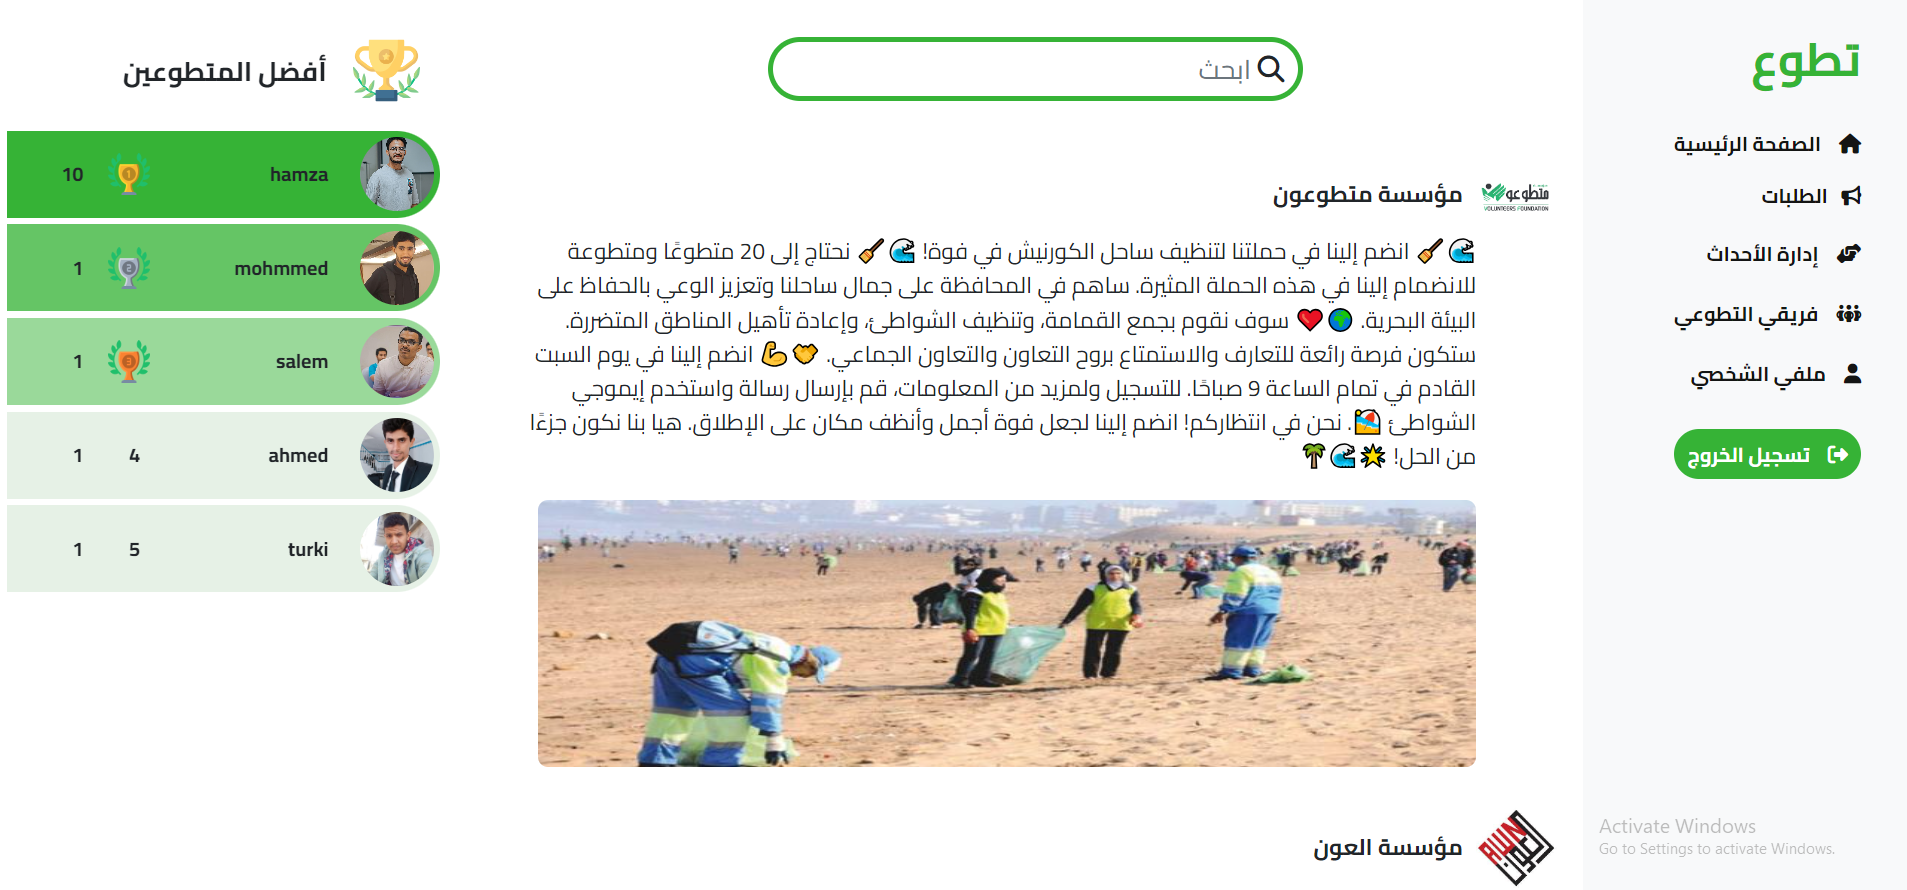 تطوع
الصفحة الرئيسية
الطلبات
إدارة الأحداث
فريقي التطوعي
ملفي الشخصي
تسجيل الخروج
Activate Windows
Go to Settings to activate Windows.
ابحث
متطوعو
VOLUNTEERS FOUNDATION
مؤسسة متطوعون
🌊🧹 انضم إلينا في حملتنا لتنظيف ساحل الكورنيش في فوة! 🌊🧹 نحتاج إلى 20 متطوعًا ومتطوعة
للانضمام إلينا في هذه الحملة المثيرة. ساهم في المحافظة على جمال ساحلنا وتعزيز الوعي بالحفاظ على
البيئة البحرية. 🌍❤️ سوف نقوم بجمع القمامة، وتنظيف الشواطئ، وإعادة تأهيل المناطق المتضررة.
ستكون فرصة رائعة للتعارف والاستمتاع بروح التعاون والتعاون الجماعي. 🤝💪 انضم إلينا في يوم السبت
القادم في تمام الساعة 9 صباحًا. للتسجيل ولمزيد من المعلومات، قم بإرسال رسالة واستخدم إيموجي
الشواطئ 🏖️. نحن في انتظاركم! انضم إلينا لجعل فوة أجمل وأنظف مكان على الإطلاق. هيا بنا نكون جزءًا
من الحل! 🌟🌊🌴
AWN
العون
مؤسسة العون
أفضل المتطوعين
hamza 1 10
mohmmed 2 1
salem 3 1
ahmed 4 1
turki 5 1